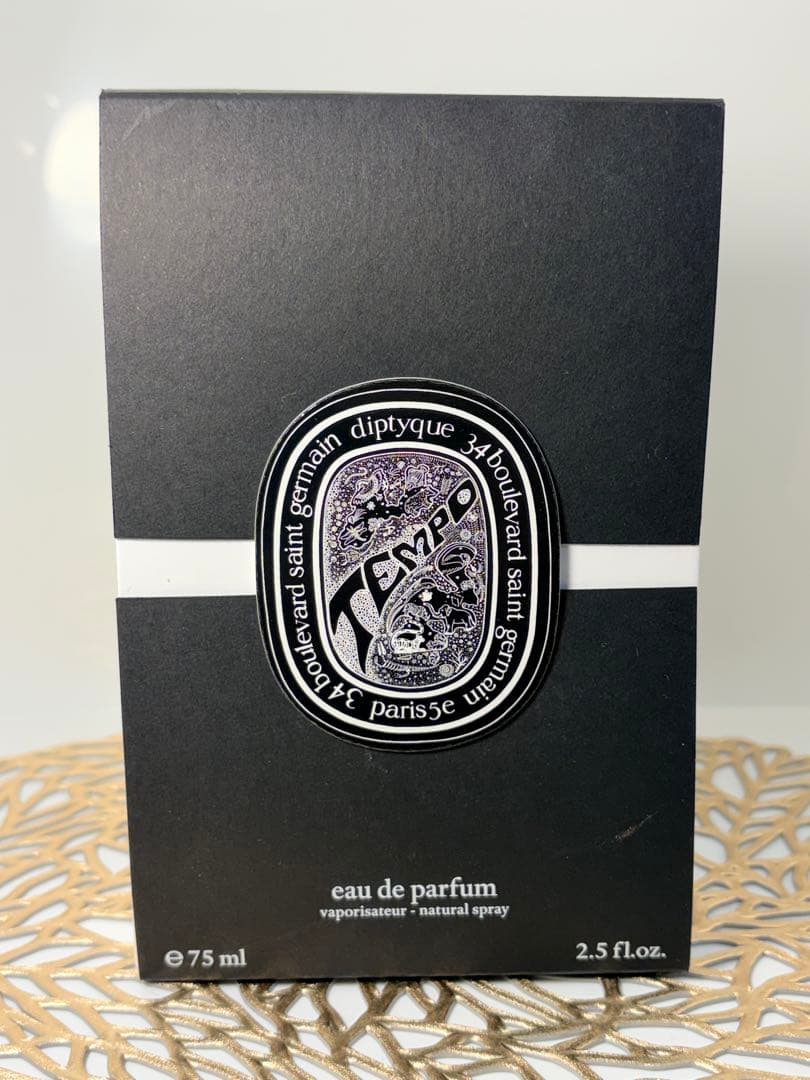 diptyque 34 boulevard saint germain paris5e 34 boulevard saint germain
TEMPO
eau de parfum
vaporisateur - natural spray
℮ 75 ml
2.5 fl.oz.